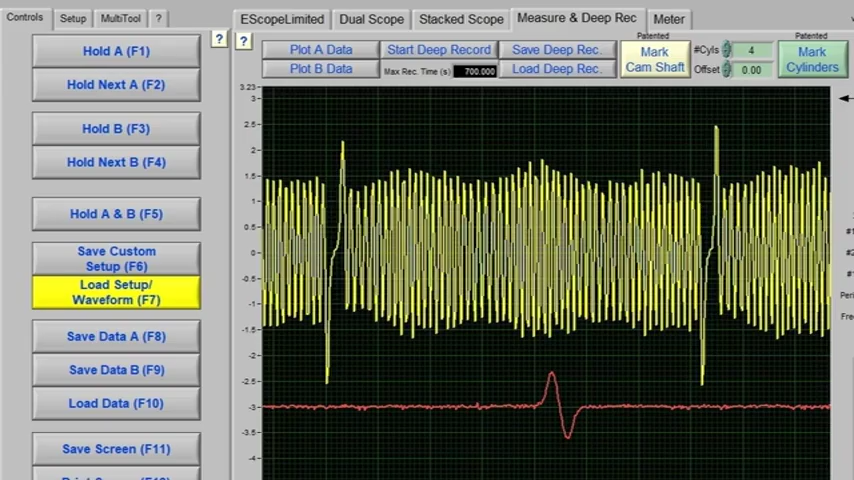 Controls
Setup
MultiTool
?
?
Hold A (F1)
Hold Next A (F2)
Hold B (F3)
Hold Next B (F4)
Hold A & B (F5)
Save Custom
Setup (F6)
Load Setup/
Waveform (F7)
Save Data A (F8)
Save Data B (F9)
Load Data (F10)
Save Screen (F11)
EScopeLimited
Dual Scope
Stacked Scope
Measure & Deep Rec
Meter
?
Plot A Data
Start Deep Record
Save Deep Rec.
Plot B Data
Max Rec. Time (s)
700.000
Load Deep Rec.
Patented
Mark
Cam Shaft
#Cyls
4
Offset
0.00
Patented
Mark
Cylinders
3.23
3
2.5
2
1.5
1
0.5
0
-0.5
-1
-1.5
-2
-2.5
-3
-3.5
-4
#1
#2
#1
Peri
Fre